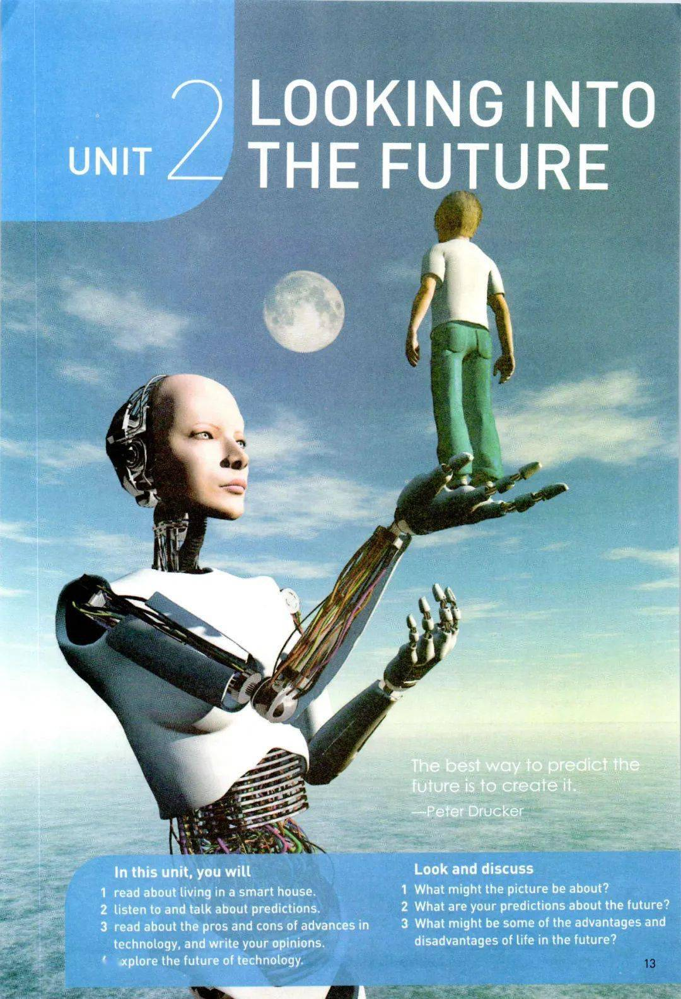 UNIT 2
LOOKING INTO
THE FUTURE
The best way to predict the
future is to create it.
—Peter Drucker
In this unit, you will
1 read about living in a smart house.
2 listen to and talk about predictions.
3 read about the pros and cons of advances in
technology, and write your opinions.
xplore the future of technology.
Look and discuss
1 What might the picture be about?
2 What are your predictions about the future?
3 What might be some of the advantages and
disadvantages of life in the future?
13